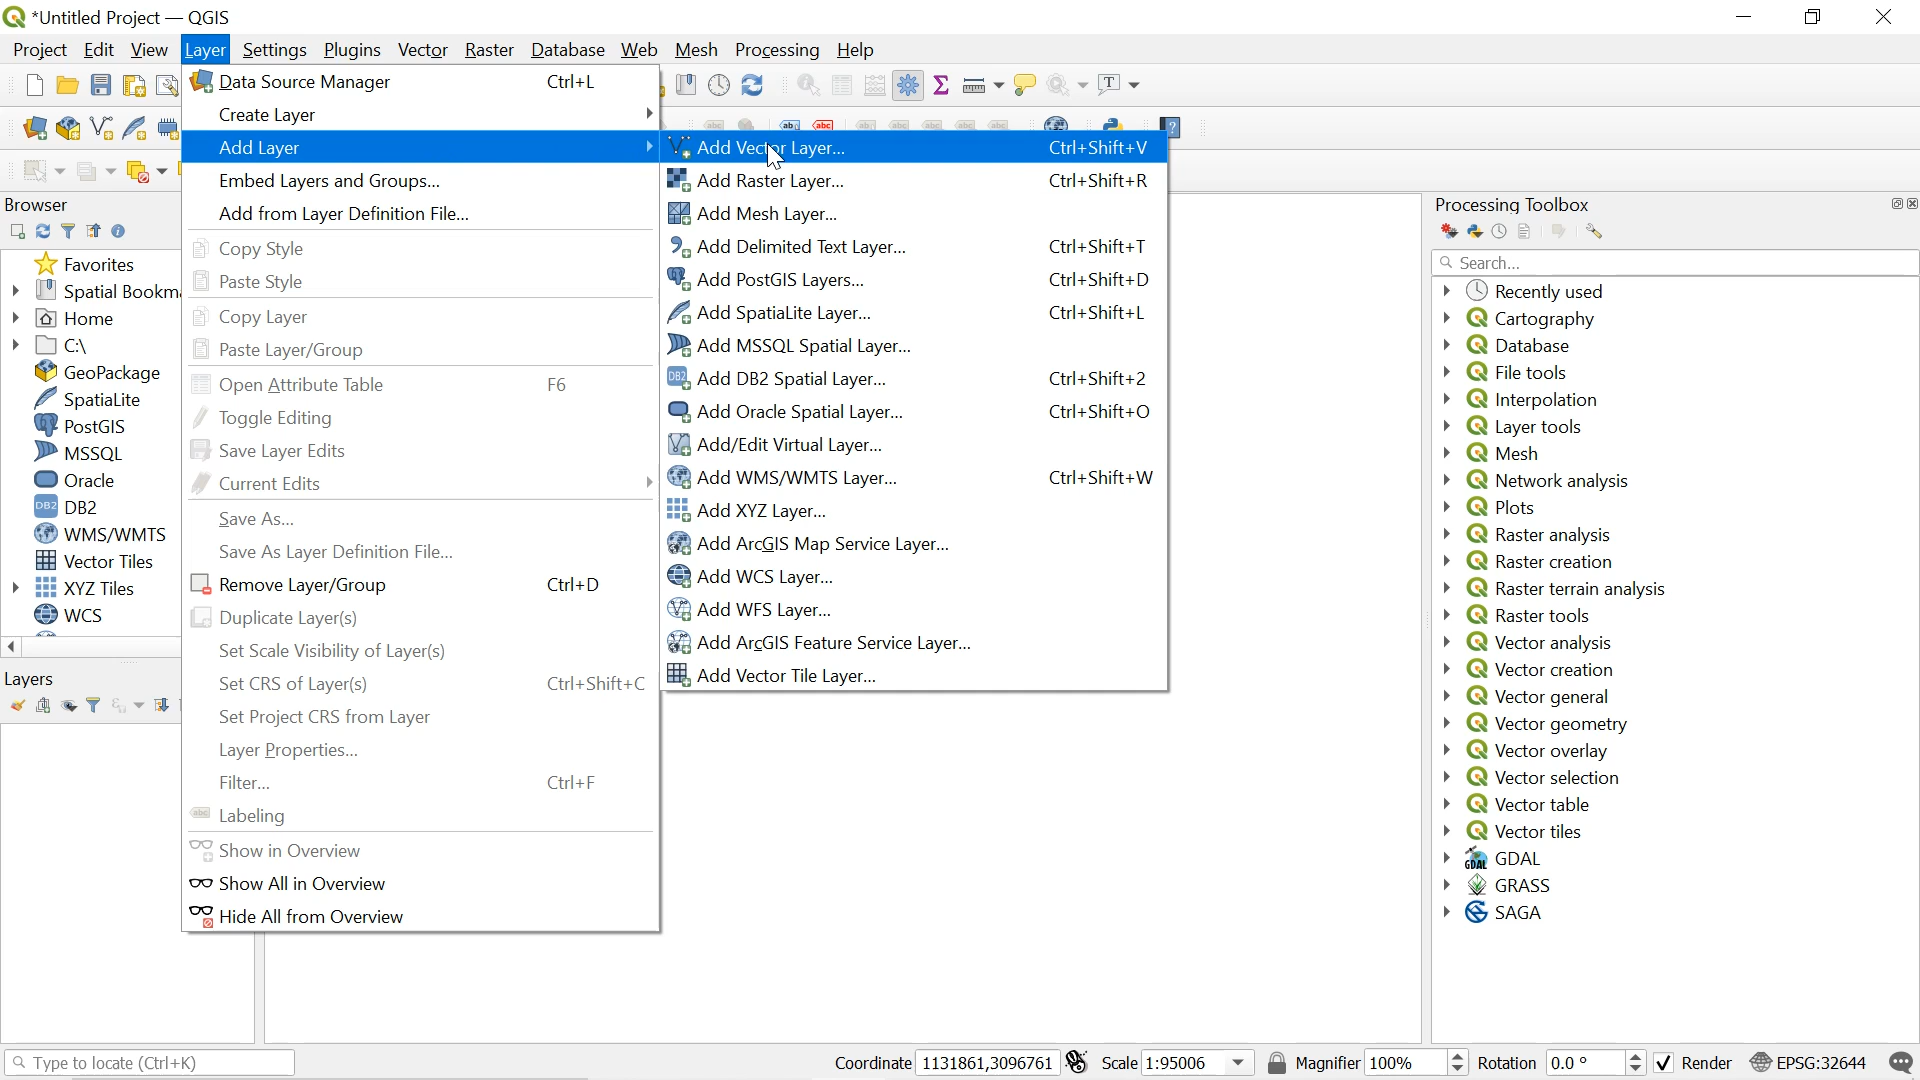 *Untitled Project — QGIS
Project Edit View Layer Settings Plugins Vector Raster Database Web Mesh Processing Help
Data Source Manager Ctrl+L
Create Layer
Add Layer
Embed Layers and Groups...
Add from Layer Definition File...
Copy Style
Paste Style
Copy Layer
Paste Layer/Group
Open Attribute Table F6
Toggle Editing
Save Layer Edits
Current Edits
Save As...
Save As Layer Definition File...
Remove Layer/Group Ctrl+D
Duplicate Layer(s)
Set Scale Visibility of Layer(s)
Set CRS of Layer(s) Ctrl+Shift+C
Set Project CRS from Layer
Layer Properties...
Filter... Ctrl+F
Labeling
Show in Overview
Show All in Overview
Hide All from Overview
Add Vector Layer... Ctrl+Shift+V
Add Raster Layer... Ctrl+Shift+R
Add Mesh Layer...
Add Delimited Text Layer... Ctrl+Shift+T
Add PostGIS Layers... Ctrl+Shift+D
Add SpatiaLite Layer... Ctrl+Shift+L
Add MSSQL Spatial Layer...
Add DB2 Spatial Layer... Ctrl+Shift+2
Add Oracle Spatial Layer... Ctrl+Shift+O
Add/Edit Virtual Layer...
Add WMS/WMTS Layer... Ctrl+Shift+W
Add XYZ Layer...
Add ArcGIS Map Service Layer...
Add WCS Layer...
Add WFS Layer...
Add ArcGIS Feature Service Layer...
Add Vector Tile Layer...
Browser
Favorites
Spatial Bookm
Home
C:\
GeoPackage
SpatiaLite
PostGIS
MSSQL
Oracle
DB2
WMS/WMTS
Vector Tiles
XYZ Tiles
WCS
Layers
Processing Toolbox
Search...
Recently used
Cartography
Database
File tools
Interpolation
Layer tools
Mesh
Network analysis
Plots
Raster analysis
Raster creation
Raster terrain analysis
Raster tools
Vector analysis
Vector creation
Vector general
Vector geometry
Vector overlay
Vector selection
Vector table
Vector tiles
GDAL
GRASS
SAGA
Type to locate (Ctrl+K) Coordinate 1131861,3096761 Scale 1:95006 Magnifier 100% Rotation 0.0 ° Render EPSG:32644